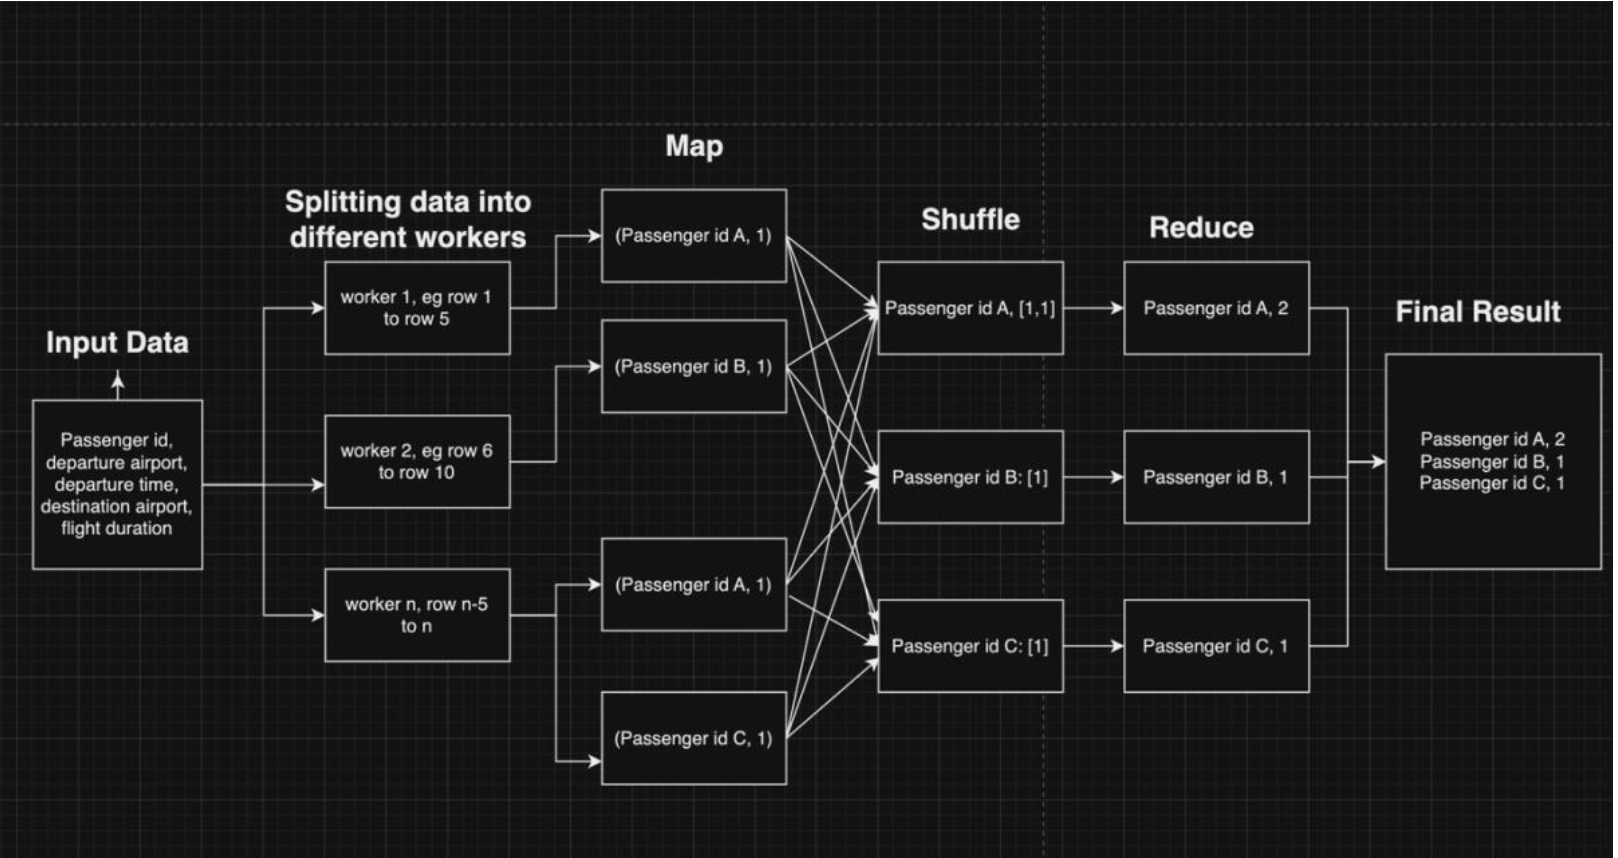 Input Data
Passenger id,
departure airport,
departure time,
destination airport,
flight duration
Splitting data into
different workers
worker 1, eg row 1
to row 5
worker 2, eg row 6
to row 10
worker n, row n-5
to n
Map
(Passenger id A, 1)
(Passenger id B, 1)
(Passenger id A, 1)
(Passenger id C, 1)
Shuffle
Passenger id A, [1,1]
Passenger id B: [1]
Passenger id C: [1]
Reduce
Passenger id A, 2
Passenger id B, 1
Passenger id C, 1
Final Result
Passenger id A, 2
Passenger id B, 1
Passenger id C, 1